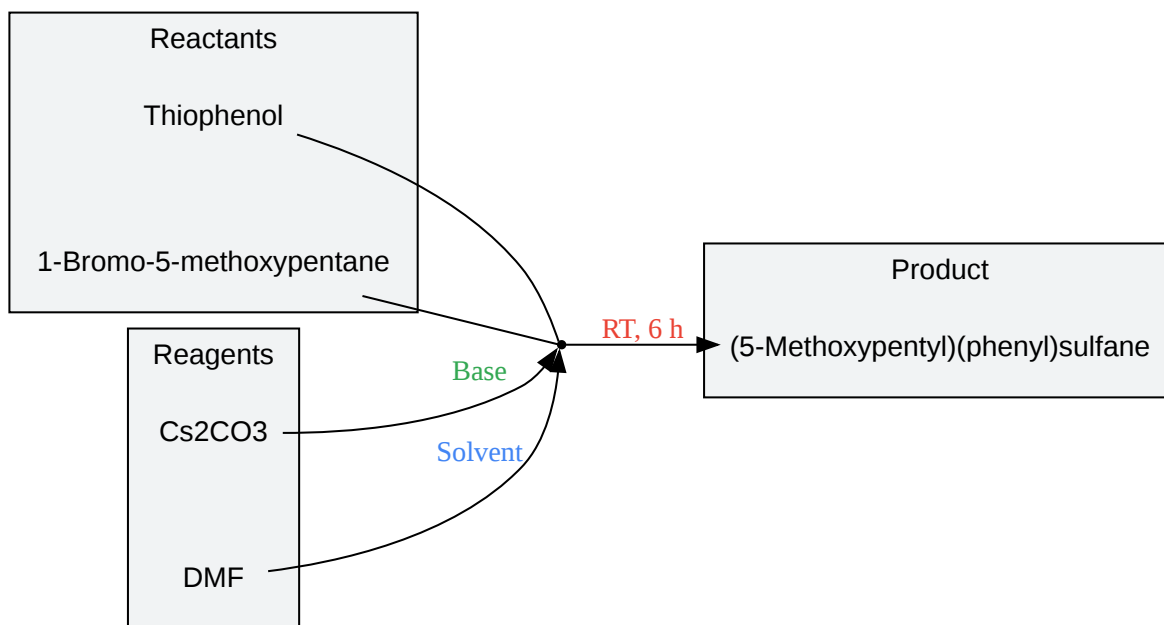 Reactants
Thiophenol
1-Bromo-5-methoxypentane
Reagents
Cs2CO3
DMF
Base
Solvent
RT, 6 h
Product
(5-Methoxypentyl)(phenyl)sulfane